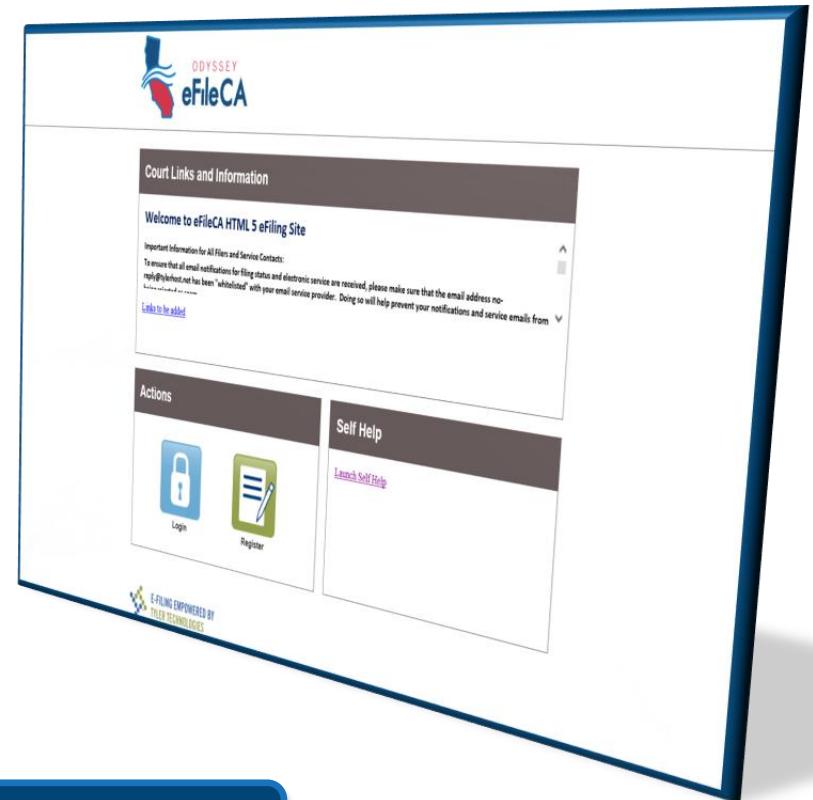 ODYSSEY
eFileCA
Court Links and Information
Welcome to eFileCA HTML 5 eFiling Site
Important Information for All Filers and Service Contacts:
To ensure that all email notifications for filing status and electronic service are received, please make sure that the email address no-
reply@tylerhost.net has been "whitelisted" with your email service provider. Doing so will help prevent your notifications and service emails from
Links to be added
Actions
Self Help
Launch Self Help
Login
Register
E-FILING EMPOWERED BY
TYLER TECHNOLOGIES